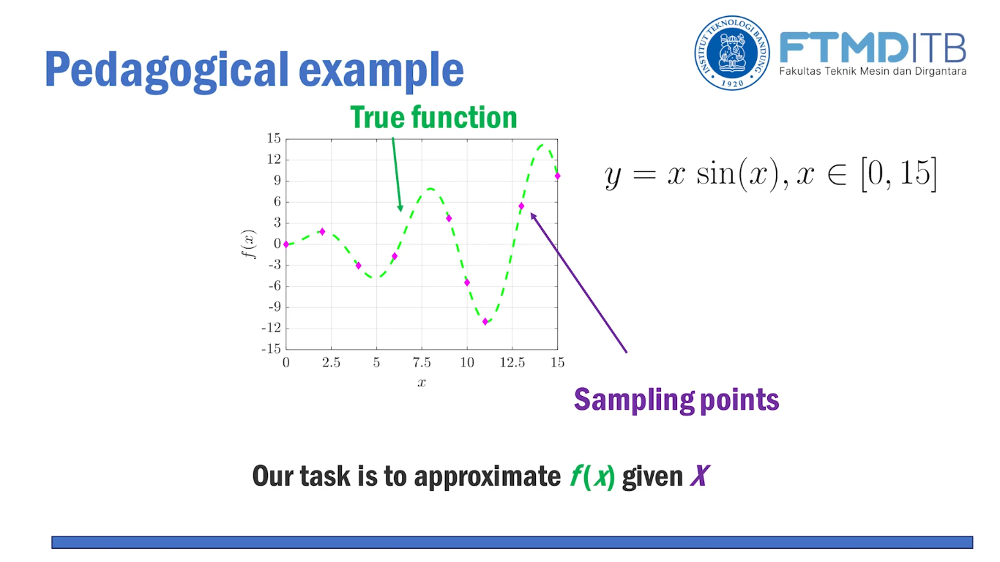 Pedagogical example
INSTITUT TEKNOLOGI BANDUNG
1920
FTMDITB
Fakultas Teknik Mesin dan Dirgantara
True function
y = x sin(x), x ∈ [0, 15]
15
12
9
6
3
0
-3
-6
-9
-12
-15
f(x)
0 2.5 5 7.5 10 12.5 15
x
Sampling points
Our task is to approximate f(x) given X